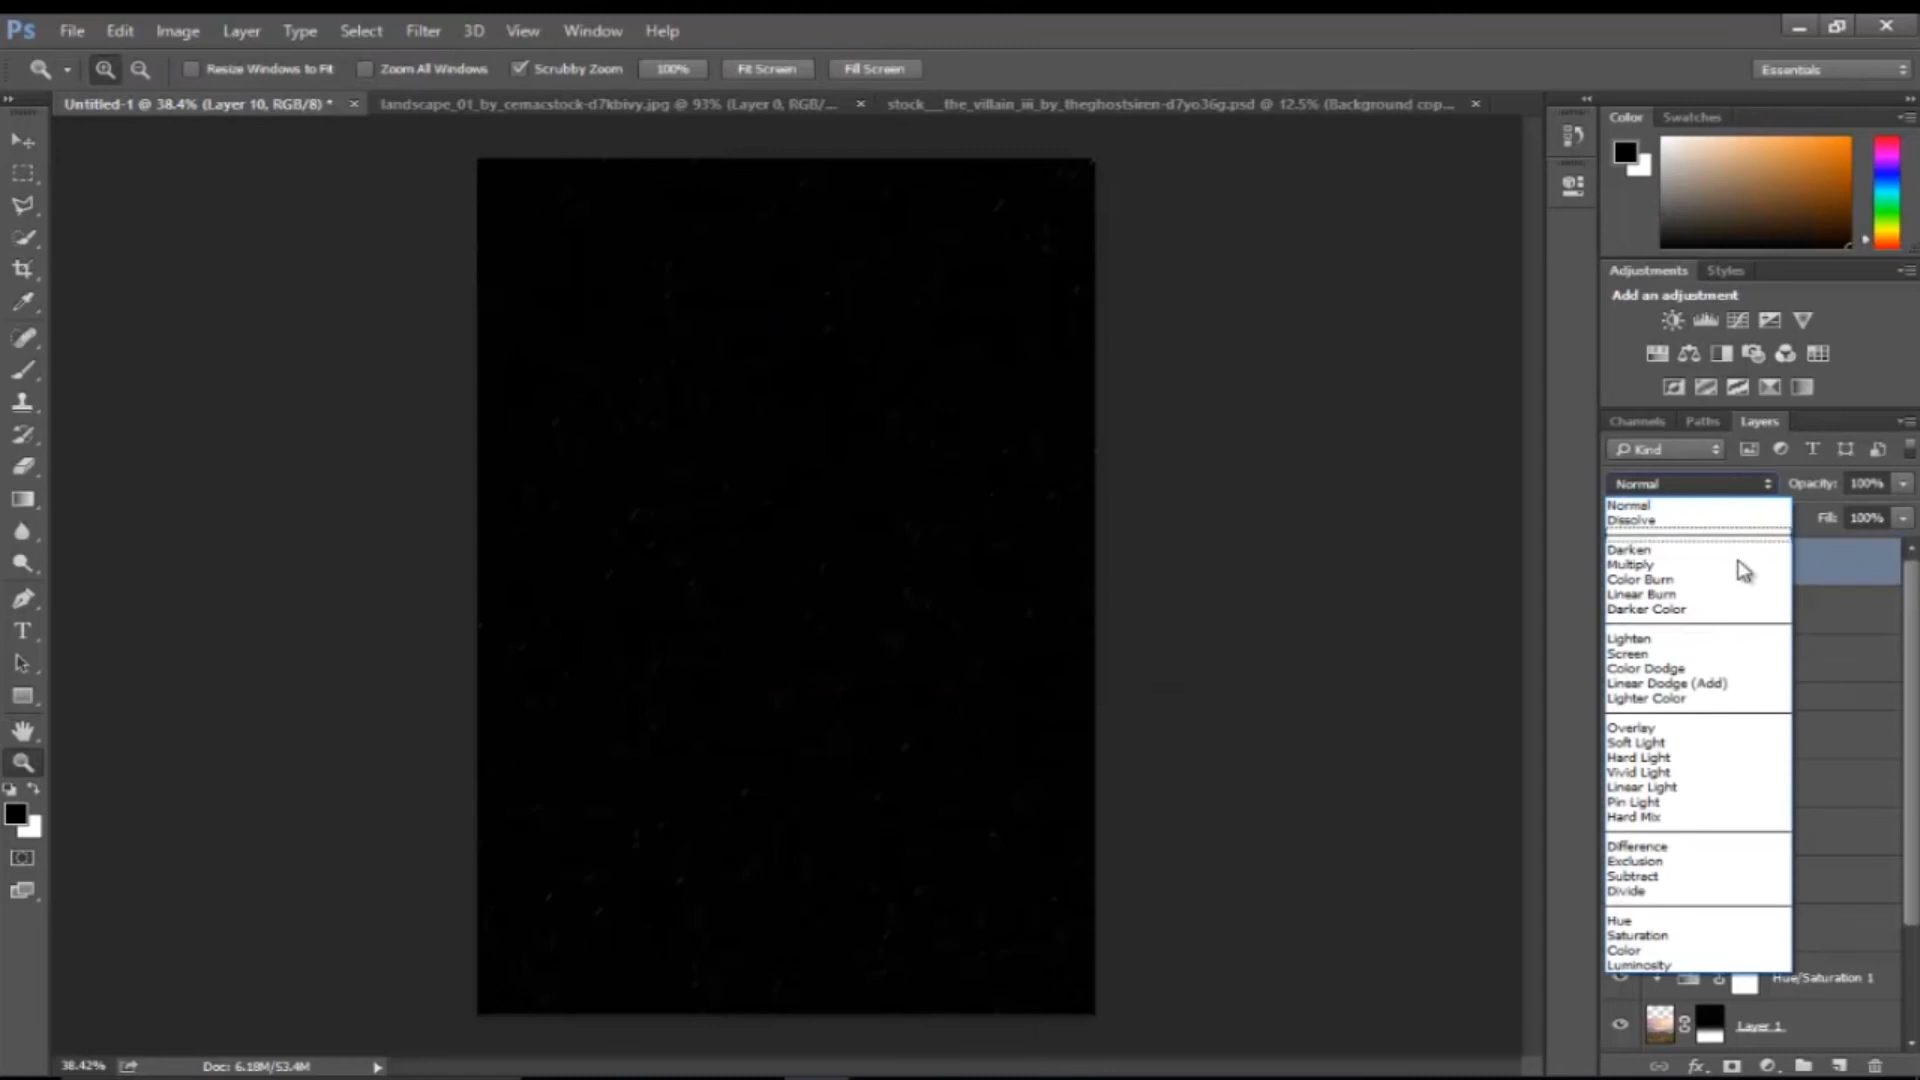 Ps File Edit Image Layer Type Select Filter 3D View Window Help
Resize Windows to Fit Zoom All Windows Scrubby Zoom 100% Fit Screen Fill Screen Essentials
Untitled-1 @ 38.4% (Layer 10, RGB/8) * landscape_01_by_cemacstock-d7kbivy.jpg @ 93% (Layer 0, RGB/... stock__the_villain_iii_by_theghostsiren-d7yo36g.psd @ 12.5% (Background cop...
Color Swatches
Adjustments Styles
Add an adjustment
Channels Paths Layers
Kind
Normal Opacity: 100%
Fill: 100%
Normal
Dissolve
Darken
Multiply
Color Burn
Linear Burn
Darker Color
Lighten
Screen
Color Dodge
Linear Dodge (Add)
Lighter Color
Overlay
Soft Light
Hard Light
Vivid Light
Linear Light
Pin Light
Hard Mix
Difference
Exclusion
Subtract
Divide
Hue
Saturation
Color
Luminosity
Hue/Saturation 1
Layer 1
38.42% Doc: 6.18M/53.4M